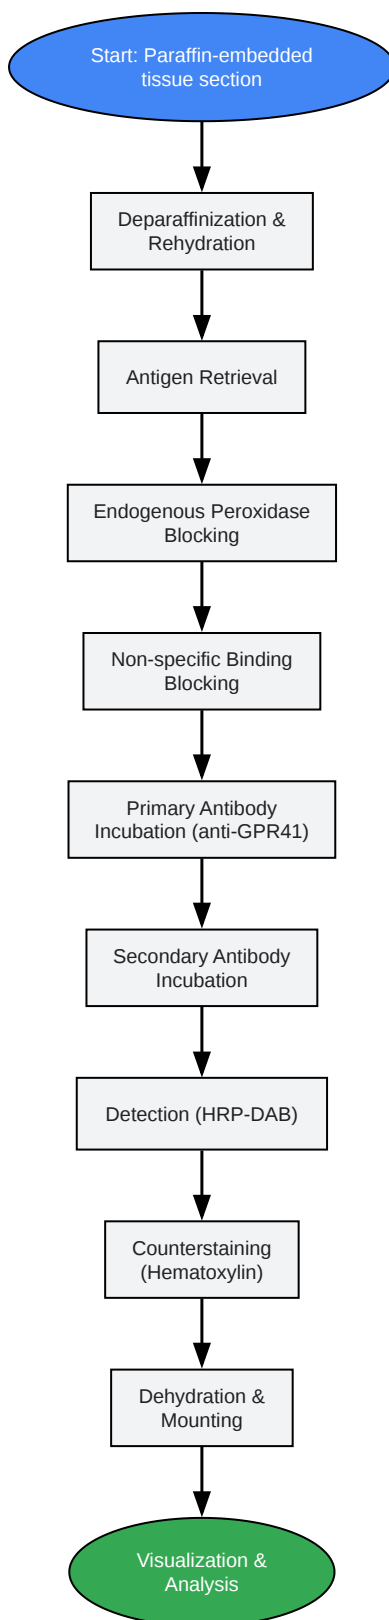 Start: Paraffin-embedded
tissue section
Deparaffinization &
Rehydration
Antigen Retrieval
Endogenous Peroxidase
Blocking
Non-specific Binding
Blocking
Primary Antibody
Incubation (anti-GPR41)
Secondary Antibody
Incubation
Detection (HRP-DAB)
Counterstaining
(Hematoxylin)
Dehydration &
Mounting
Visualization &
Analysis